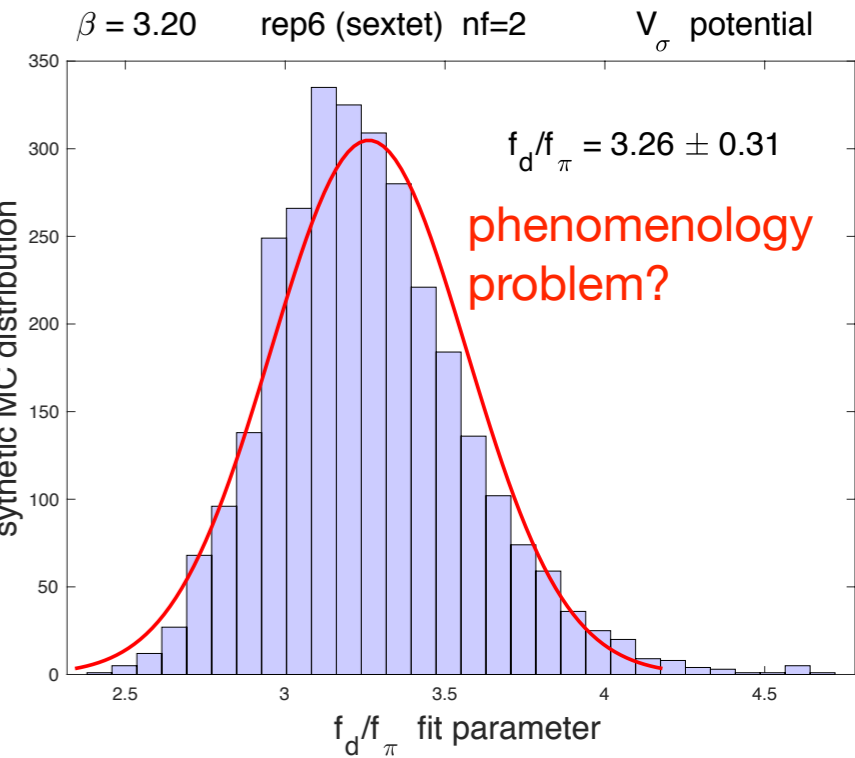 β = 3.20 rep6 (sextet) nf=2 V_σ potential
f_d/f_π = 3.26 ± 0.31
phenomenology
problem?
sythetic MC distribution
350
300
250
200
150
100
50
0
2.5 3 3.5 4 4.5
f_d/f_π fit parameter